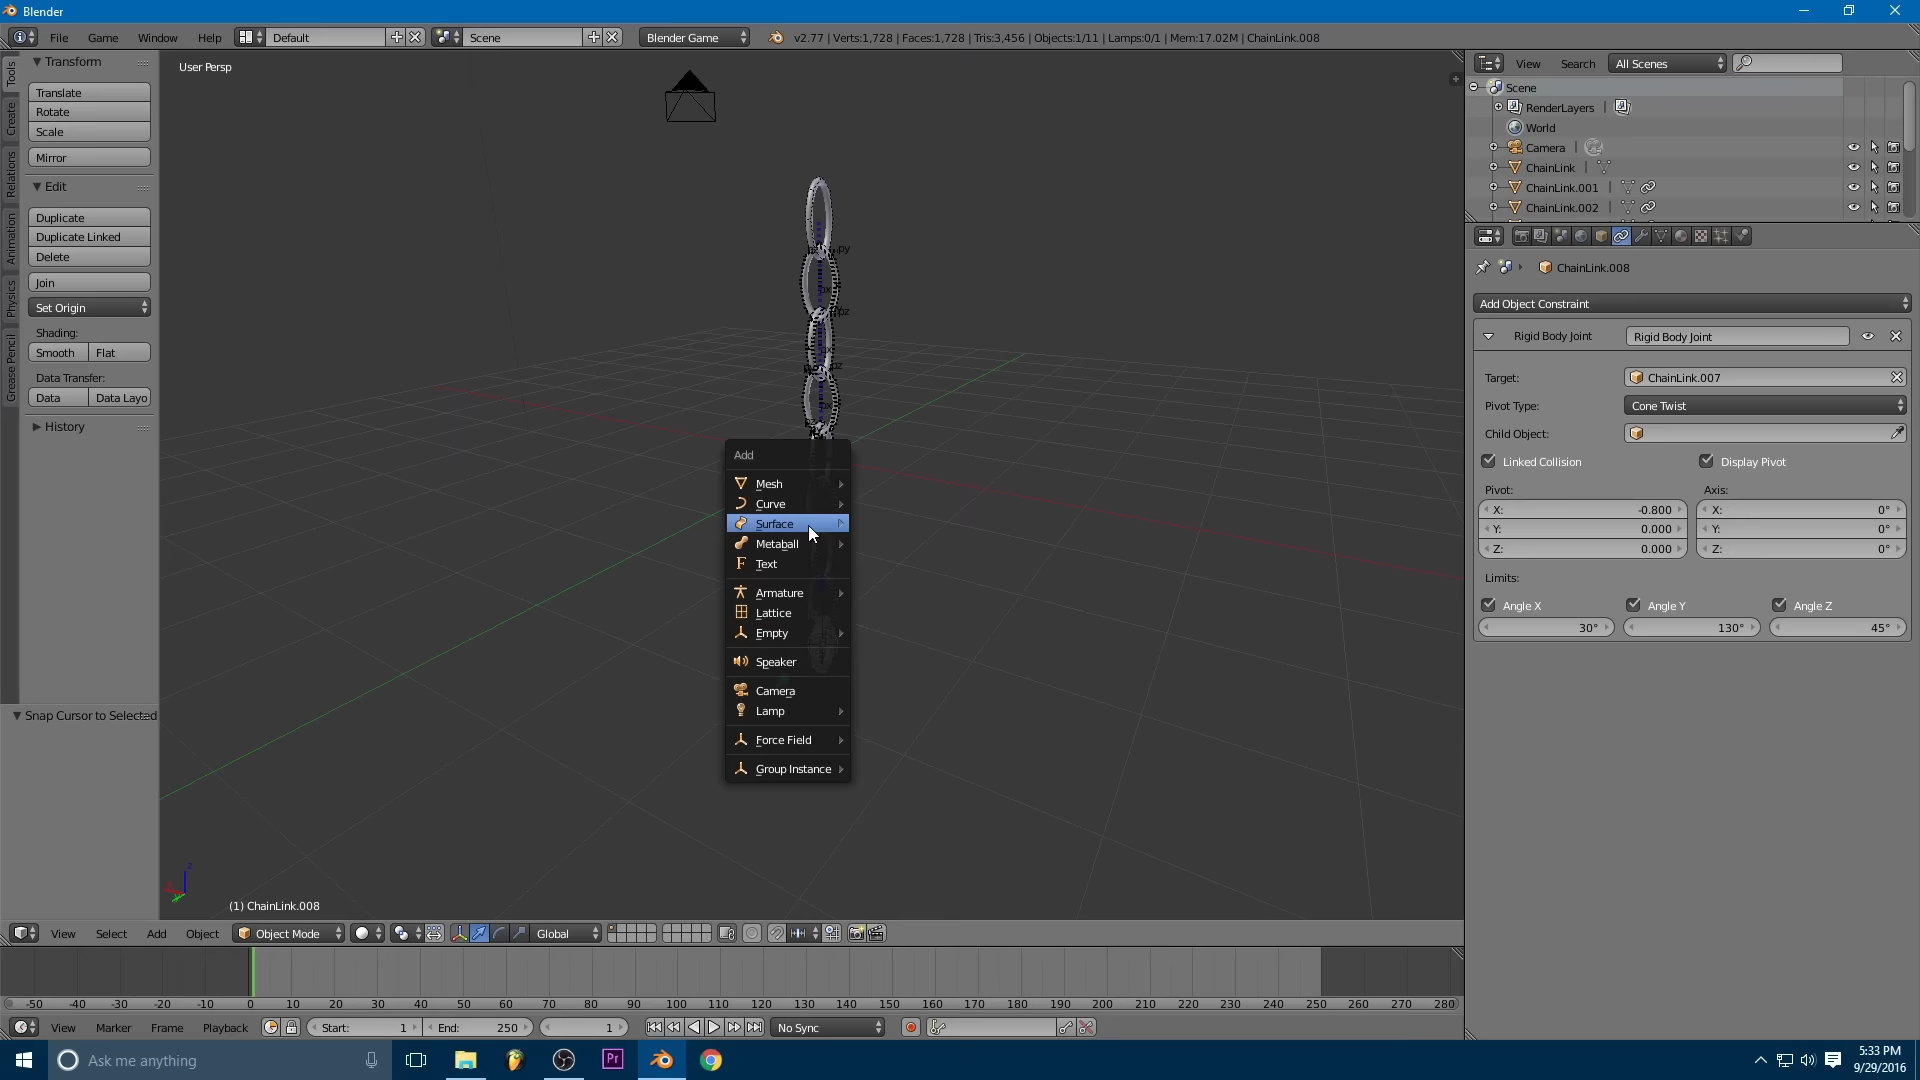 Blender
File Game Window Help Default Scene Blender Game v2.77 | Verts:1,728 | Faces:1,728 | Tris:3,456 | Objects:1/11 | Lamps:0/1 | Mem:17.02M | ChainLink.008
Tools
Create
Relations
Animation
Physics
Grease Pencil
Transform
Translate
Rotate
Scale
Mirror
Edit
Duplicate
Duplicate Linked
Delete
Join
Set Origin
Shading:
Smooth Flat
Data Transfer:
Data Data Layo
History
Snap Cursor to Selected
User Persp
py
pz
Add
Mesh
Curve
Surface
Metaball
Text
Armature
Lattice
Empty
Speaker
Camera
Lamp
Force Field
Group Instance
z
(1) ChainLink.008
View Select Add Object Object Mode Global
View Search All Scenes
Scene
RenderLayers |
World
Camera |
ChainLink |
ChainLink.001 |
ChainLink.002 |
ChainLink.008
Add Object Constraint
Rigid Body Joint Rigid Body Joint
Target: ChainLink.007
Pivot Type: Cone Twist
Child Object:
Linked Collision Display Pivot
Pivot: Axis:
X: -0.800 X: 0°
Y: 0.000 Y: 0°
Z: 0.000 Z: 0°
Limits:
Angle X Angle Y Angle Z
30° 130° 45°
-50 -40 -30 -20 -10 0 10 20 30 40 50 60 70 80 90 100 110 120 130 140 150 160 170 180 190 200 210 220 230 240 250 260 270 280
View Marker Frame Playback Start: 1 End: 250 1 No Sync
Ask me anything Pr 5:33 PM
9/29/2016